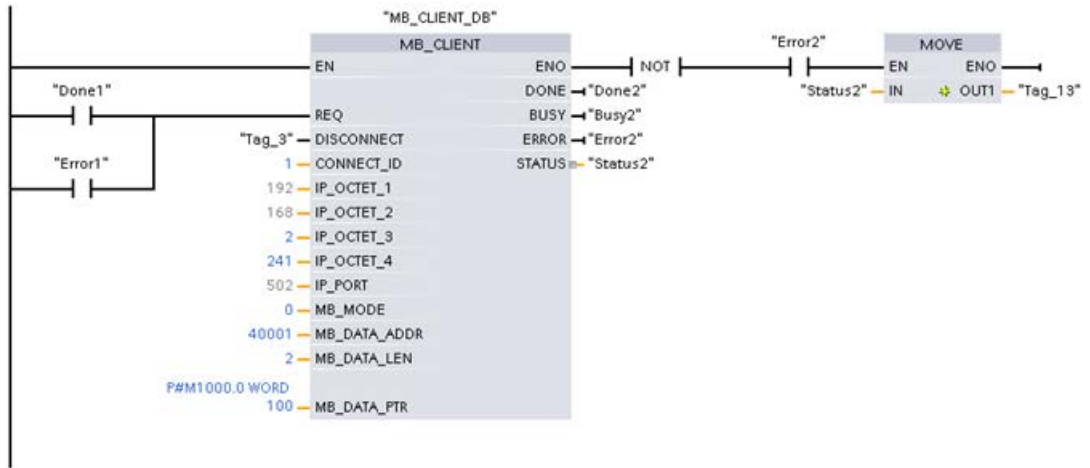 "MB_CLIENT_DB"
MB_CLIENT
"Error2"
MOVE
EN ENO NOT EN ENO
"Done1" DONE "Done2" "Status2" IN OUT1 "Tag_13"
REQ BUSY "Busy2"
"Tag_3" DISCONNECT ERROR "Error2"
"Error1" 1 CONNECT_ID STATUS "Status2"
192 IP_OCTET_1
168 IP_OCTET_2
2 IP_OCTET_3
241 IP_OCTET_4
502 IP_PORT
0 MB_MODE
40001 MB_DATA_ADDR
2 MB_DATA_LEN
P#M1000.0 WORD
100 MB_DATA_PTR